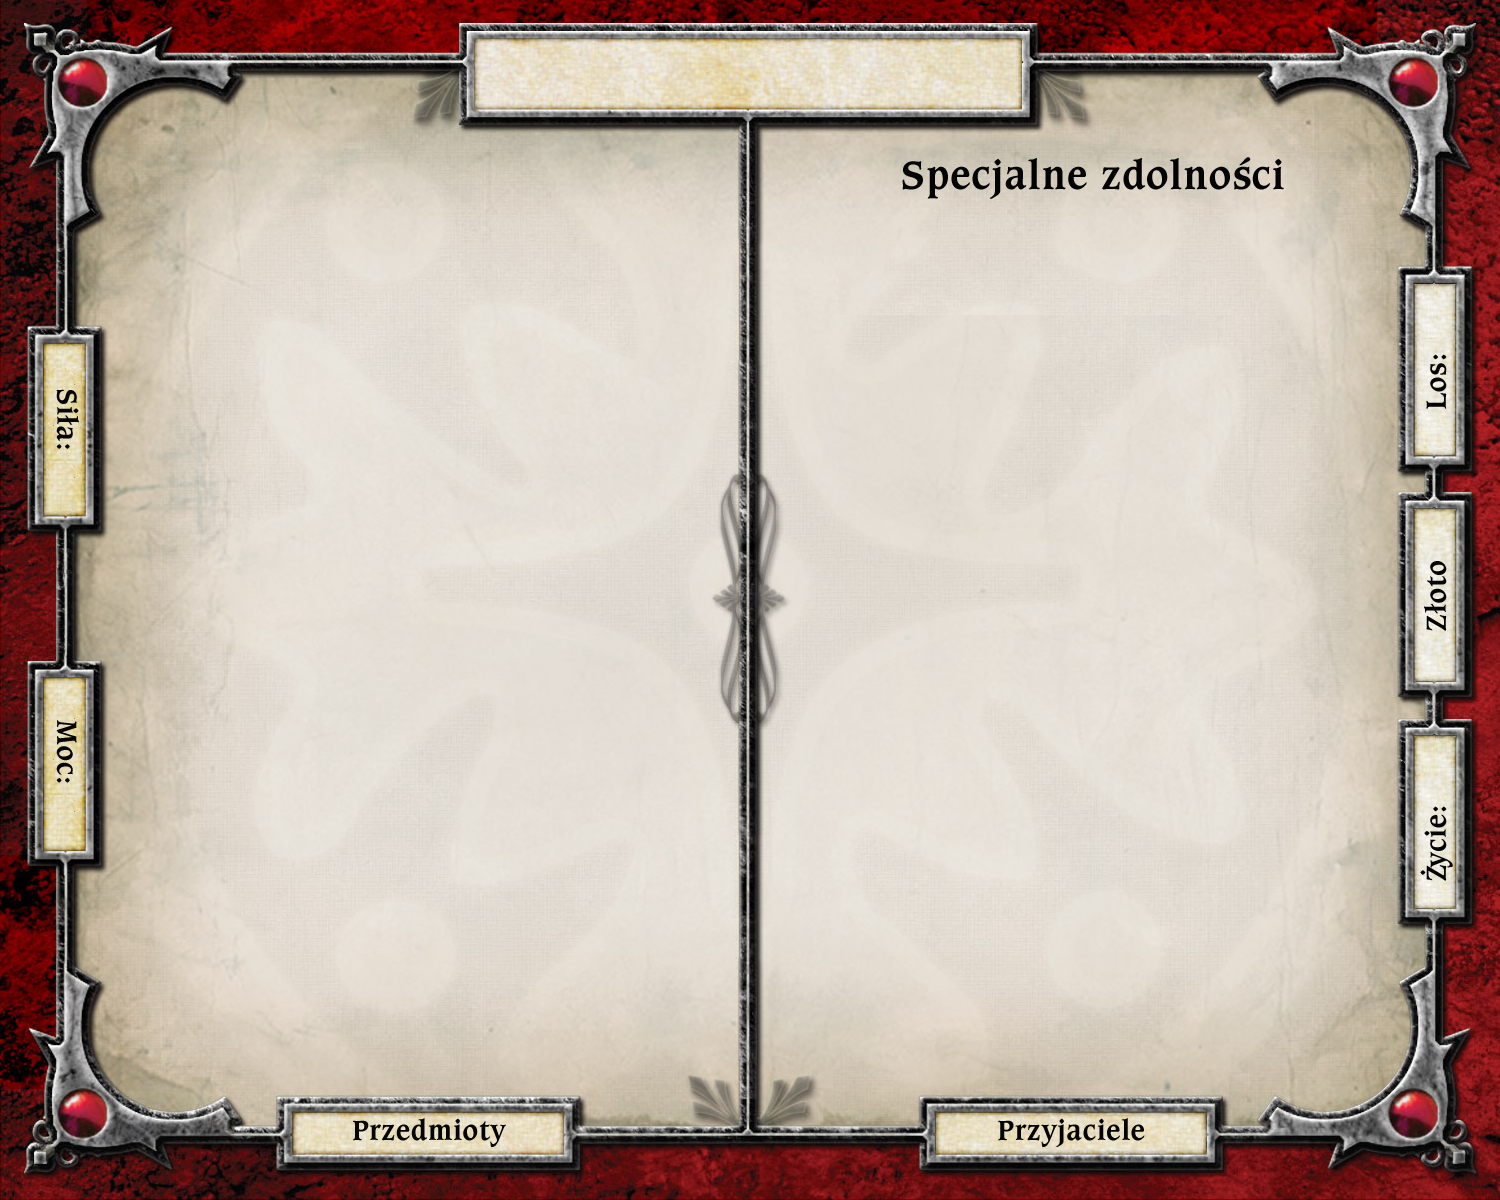 Specjalne zdolności
Siła:
Moc:
Los:
Złoto
Życie:
Przedmioty
Przyjaciele